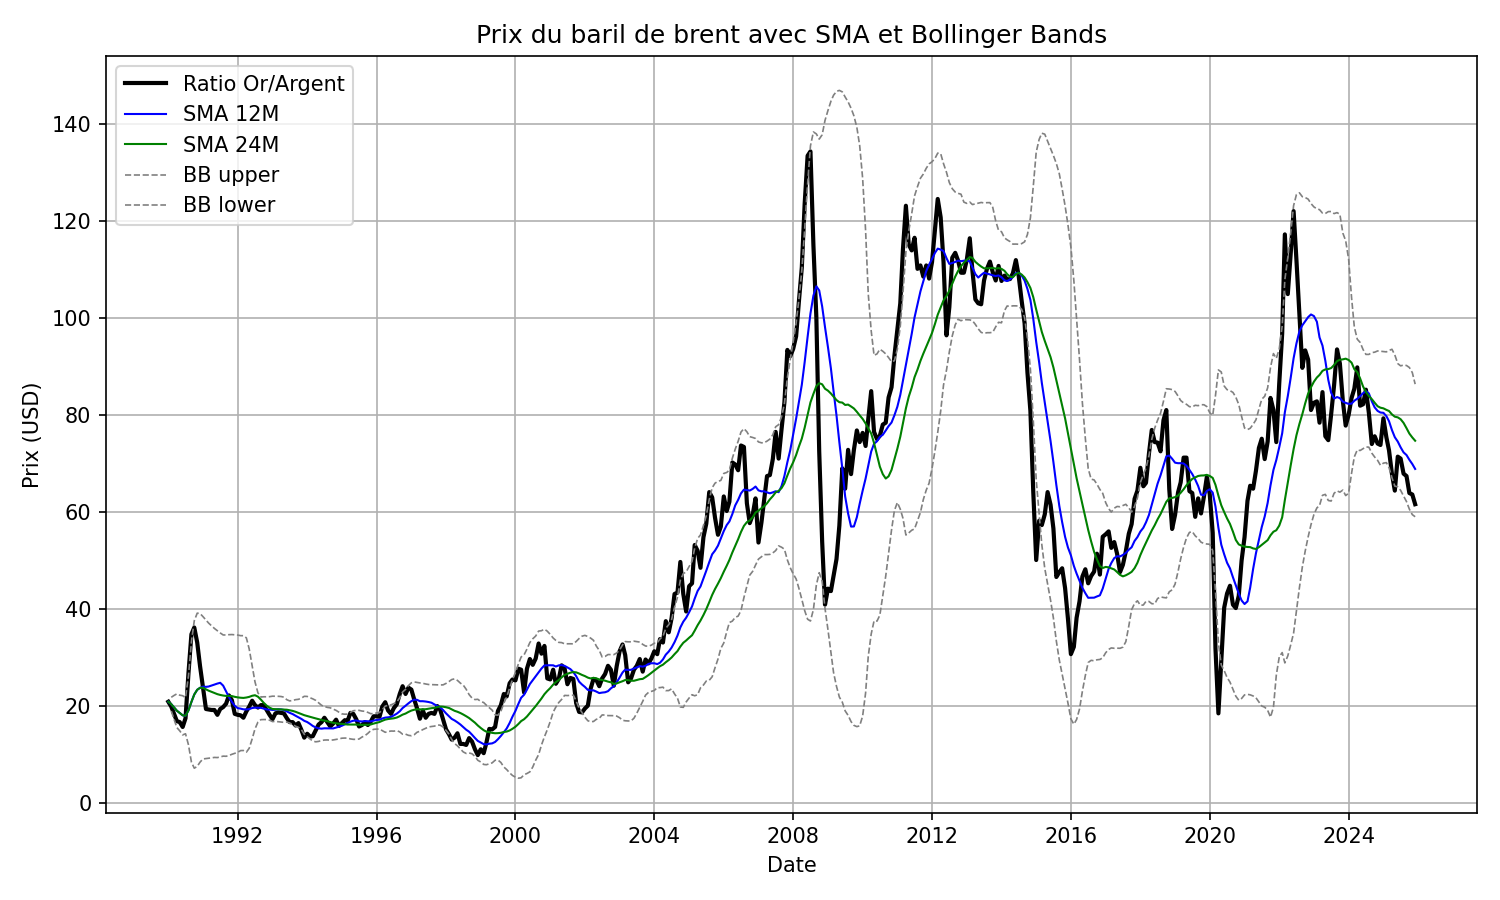 Prix du baril de brent avec SMA et Bollinger Bands
Ratio Or/Argent
SMA 12M
SMA 24M
BB upper
BB lower
Prix (USD)
140
120
100
80
60
40
20
0
1992 1996 2000 2004 2008 2012 2016 2020 2024
Date